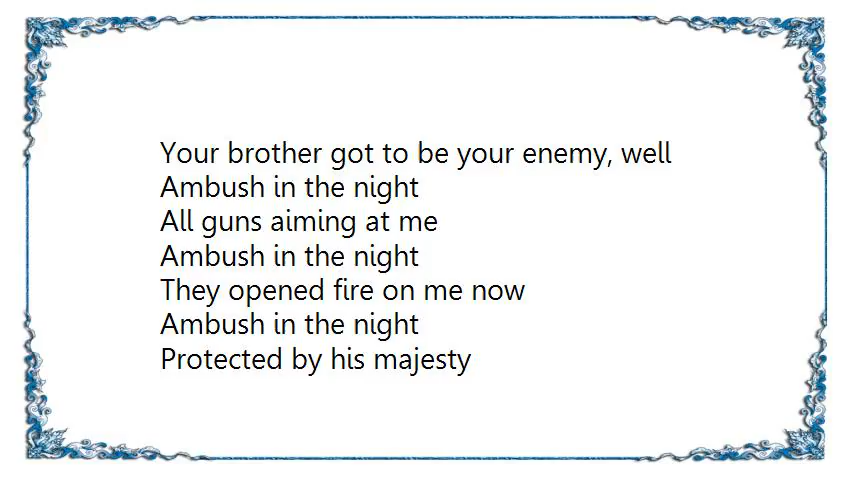 Your brother got to be your enemy, well
Ambush in the night
All guns aiming at me
Ambush in the night
They opened fire on me now
Ambush in the night
Protected by his majesty